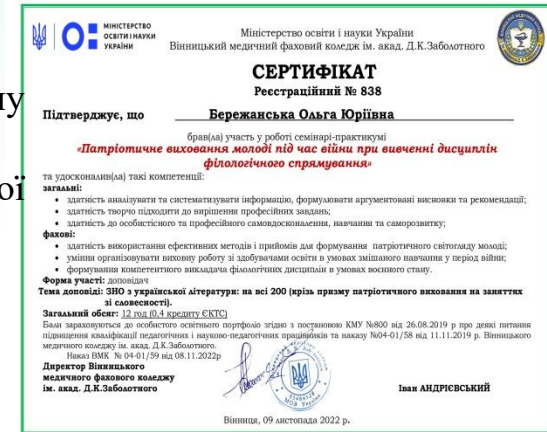 МІНІСТЕРСТВО
ОСВІТИ І НАУКИ
УКРАЇНИ
Міністерство освіти і науки України
Вінницький медичний фаховий коледж ім. акад. Д.К.Заболотного
СЕРТИФІКАТ
Реєстраційний № 838
му
Підтверджує, що Бережанська Ольга Юріївна
брав(ла) участь у роботі семінарі-практикумі
«Патріотичне виховання молоді під час війни при вивченні дисциплін
філологічного спрямування»
ої
та удосконалив(ла) такі компетенції:
загальні:
• здатність аналізувати та систематизувати інформацію, формулювати аргументовані висновки та рекомендації;
• здатність творчо підходити до вирішення професійних завдань;
• здатність до особистісного та професійного самовдосконалення, навчання та саморозвитку;
фахові:
• здатність використання ефективних методів і прийомів для формування патріотичного світогляду молоді;
• уміння організовувати виховну роботу зі здобувачами освіти в умовах змішаного навчання у період війни;
• формування компетентного викладача філологічних дисциплін в умовах воєнного стану.
Форма участі: доповідач
Тема доповіді: ЗНО з української літератури: на всі 200 (крізь призму патріотичного виховання на заняттях
зі словесності).
Загальний обсяг: 12 год (0,4 кредиту ЄКТС)
Бали зараховуються до особистого освітнього портфоліо згідно з постановою КМУ №800 від 26.08.2019 р про деякі питання
підвищення кваліфікації педагогічних і науково-педагогічних працівників та наказу №04-01/58 від 11.11.2019 р. Вінницького
медичного коледжу ім. акад. Д.К.Заболотного.
Наказ ВМК № 04-01/59 від 08.11.2022р
Директор Вінницького
медичного фахового коледжу
ім. акад. Д.К.Заболотного Іван АНДРІЄВСЬКИЙ
Вінниця, 09 листопада 2022 р.